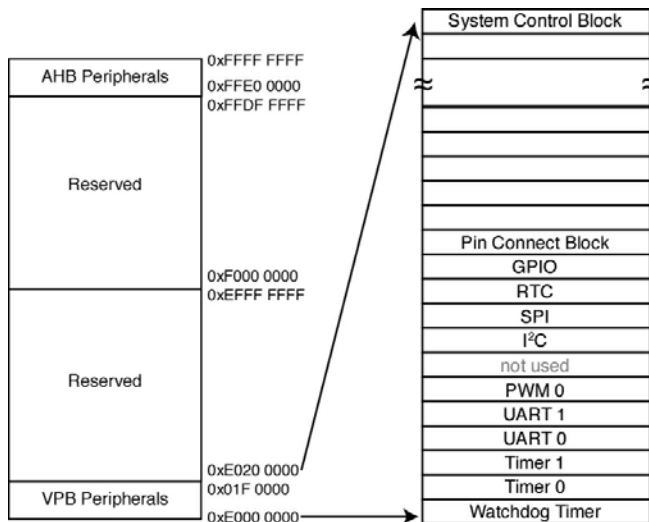 System Control Block
0xFFFF FFFF
AHB Peripherals
0xFFE0 0000
0xFFDF FFFF
Reserved
0xF000 0000
0xEFFF FFFF
Reserved
0xE020 0000
0x01F 0000
VPB Peripherals
0xE000 0000
Pin Connect Block
GPIO
RTC
SPI
I²C
not used
PWM 0
UART 1
UART 0
Timer 1
Timer 0
Watchdog Timer